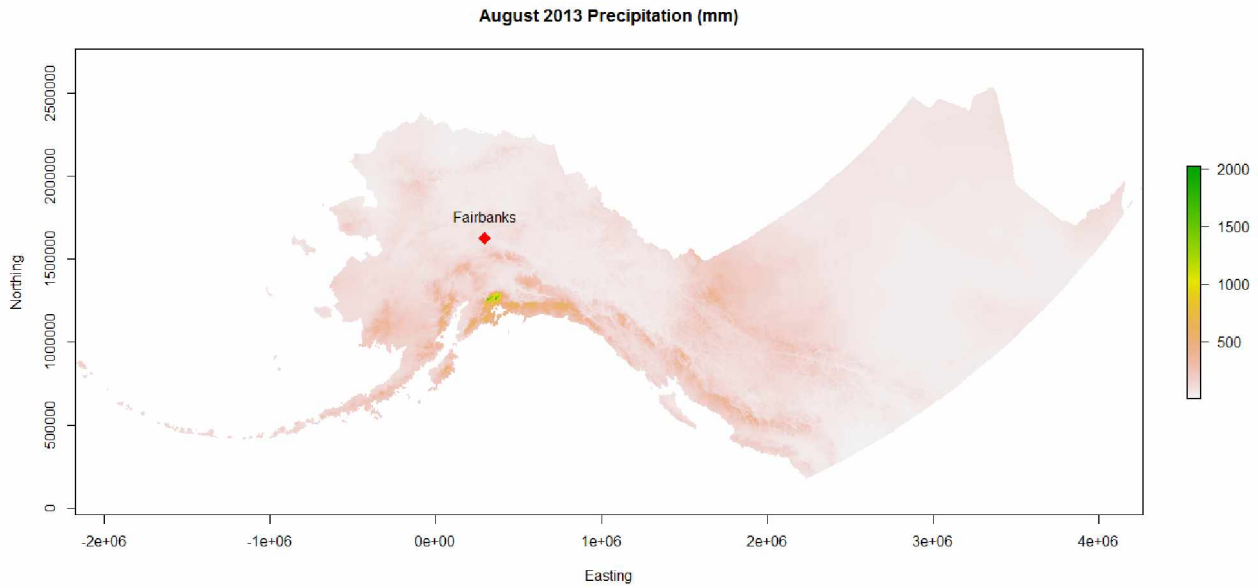 August 2013 Precipitation (mm)
Northing
2500000
2000000
1500000
1000000
500000
0
Fairbanks
2000
1500
1000
500
-2e+06
-1e+06
0e+00
1e+06
2e+06
3e+06
4e+06
Easting